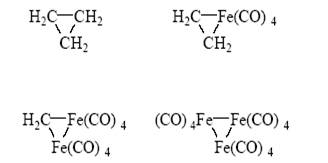 H₂C—CH₂ H₂C—Fe(CO) ₄
CH₂ CH₂
H₂C—Fe(CO) ₄ (CO) ₄Fe—Fe(CO) ₄
Fe(CO) ₄ Fe(CO) ₄